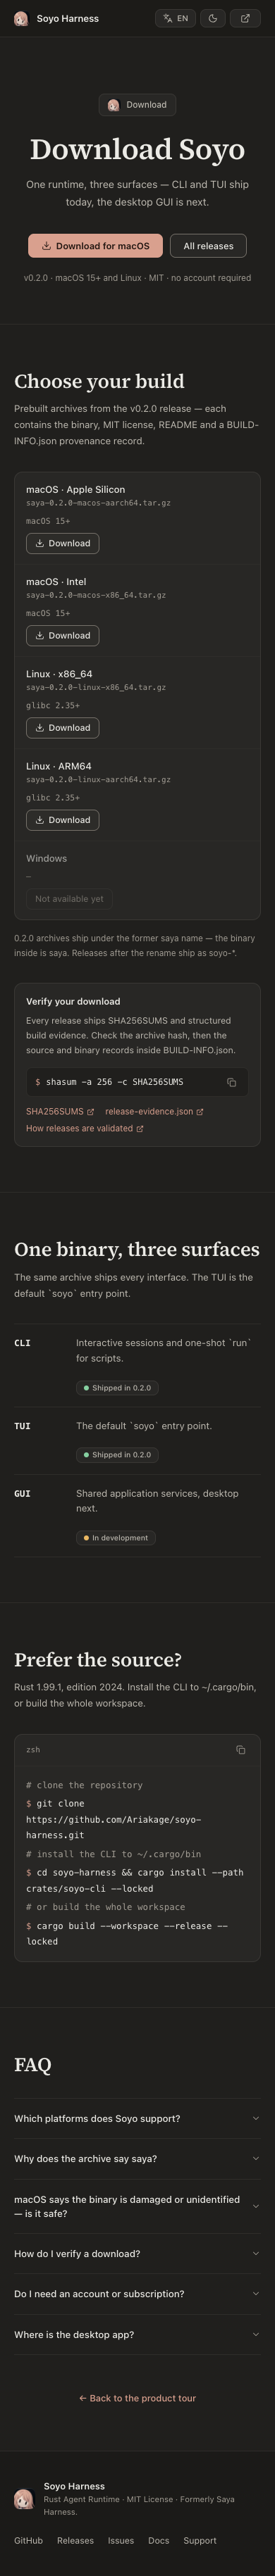 Soyo Harness
EN
Download
Download Soyo
One runtime, three surfaces — CLI and TUI ship
today, the desktop GUI is next.
Download for macOS
All releases
v0.2.0 · macOS 15+ and Linux · MIT · no account required
Choose your build
Prebuilt archives from the v0.2.0 release — each
contains the binary, MIT license, README and a BUILD-
INFO.json provenance record.
macOS · Apple Silicon
saya-0.2.0-macos-aarch64.tar.gz
macOS 15+
Download
macOS · Intel
saya-0.2.0-macos-x86_64.tar.gz
macOS 15+
Download
Linux · x86_64
saya-0.2.0-linux-x86_64.tar.gz
glibc 2.35+
Download
Linux · ARM64
saya-0.2.0-linux-aarch64.tar.gz
glibc 2.35+
Download
Windows
—
Not available yet
0.2.0 archives ship under the former saya name — the binary
inside is saya. Releases after the rename ship as soyo-*.
Verify your download
Every release ships SHA256SUMS and structured
build evidence. Check the archive hash, then the
source and binary records inside BUILD-INFO.json.
$ shasum -a 256 -c SHA256SUMS
SHA256SUMS release-evidence.json
How releases are validated
One binary, three surfaces
The same archive ships every interface. The TUI is the
default `soyo` entry point.
CLI
Interactive sessions and one-shot `run`
for scripts.
Shipped in 0.2.0
TUI
The default `soyo` entry point.
Shipped in 0.2.0
GUI
Shared application services, desktop
next.
In development
Prefer the source?
Rust 1.99.1, edition 2024. Install the CLI to ~/.cargo/bin,
or build the whole workspace.
zsh
# clone the repository
$ git clone
https://github.com/Ariakage/soyo-
harness.git
# install the CLI to ~/.cargo/bin
$ cd soyo-harness && cargo install --path
crates/soyo-cli --locked
# or build the whole workspace
$ cargo build --workspace --release --
locked
FAQ
Which platforms does Soyo support?
Why does the archive say saya?
macOS says the binary is damaged or unidentified
— is it safe?
How do I verify a download?
Do I need an account or subscription?
Where is the desktop app?
← Back to the product tour
Soyo Harness
Rust Agent Runtime · MIT License · Formerly Saya
Harness.
GitHub Releases Issues Docs Support